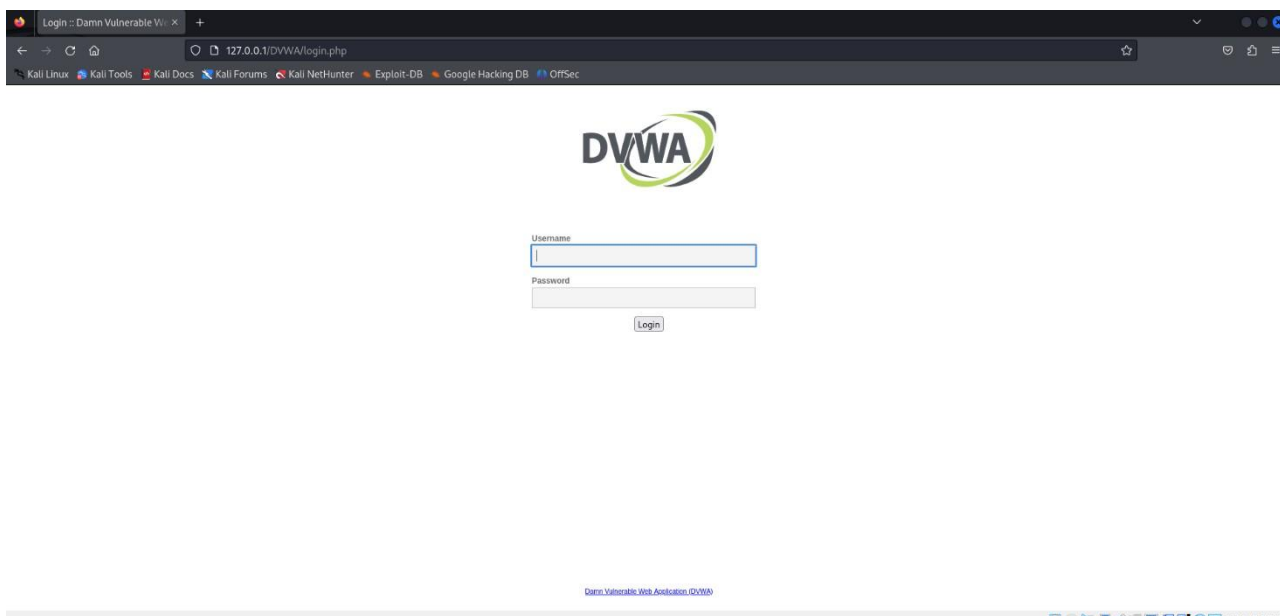 Login :: Damn Vulnerable We
127.0.0.1/DVWA/login.php
Kali Linux Kali Tools Kali Docs Kali Forums Kali NetHunter Exploit-DB Google Hacking DB OffSec
DVWA
Username
Password
Login
Damn Vulnerable Web Application (DVWA)